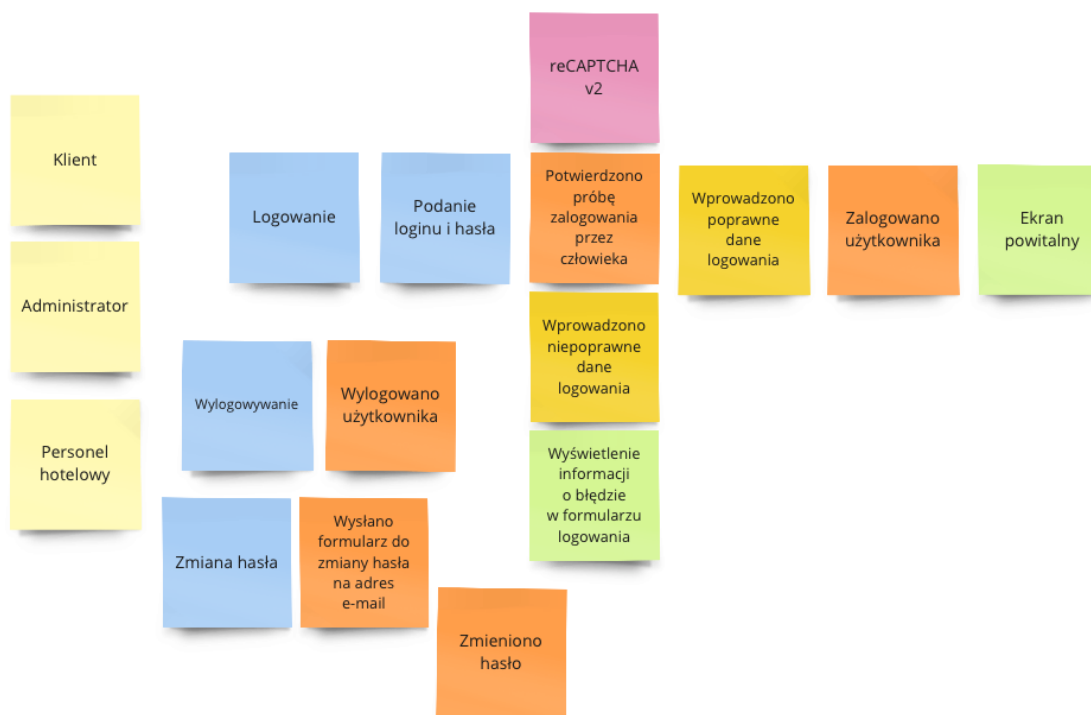 reCAPTCHA
v2
Klient
Logowanie
Podanie
loginu i hasła
Potwierdzono
próbę
zalogowania
przez
człowieka
Wprowadzono
poprawne
dane
logowania
Zalogowano
użytkownika
Ekran
powitalny
Administrator
Wprowadzono
niepoprawne
dane
logowania
Wylogowywanie
Wylogowano
użytkownika
Personel
hotelowy
Wyświetlenie
informacji
o błędzie
w formularzu
logowania
Zmiana hasła
Wysłano
formularz do
zmiany hasła
na adres
e-mail
Zmieniono
hasło